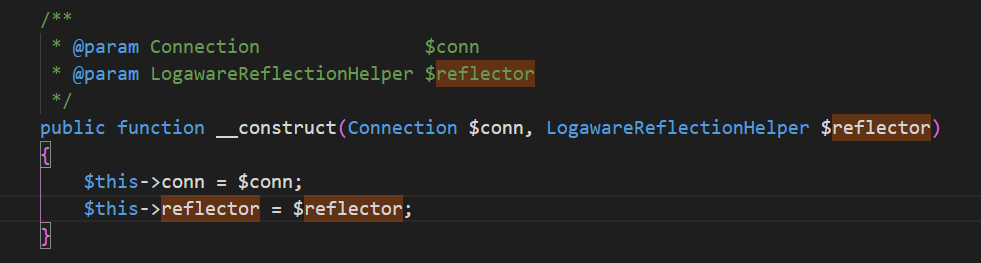 /**
 * @param Connection              $conn
 * @param LogawareReflectionHelper $reflector
 */
public function __construct(Connection $conn, LogawareReflectionHelper $reflector)
{
    $this->conn = $conn;
    $this->reflector = $reflector;
}